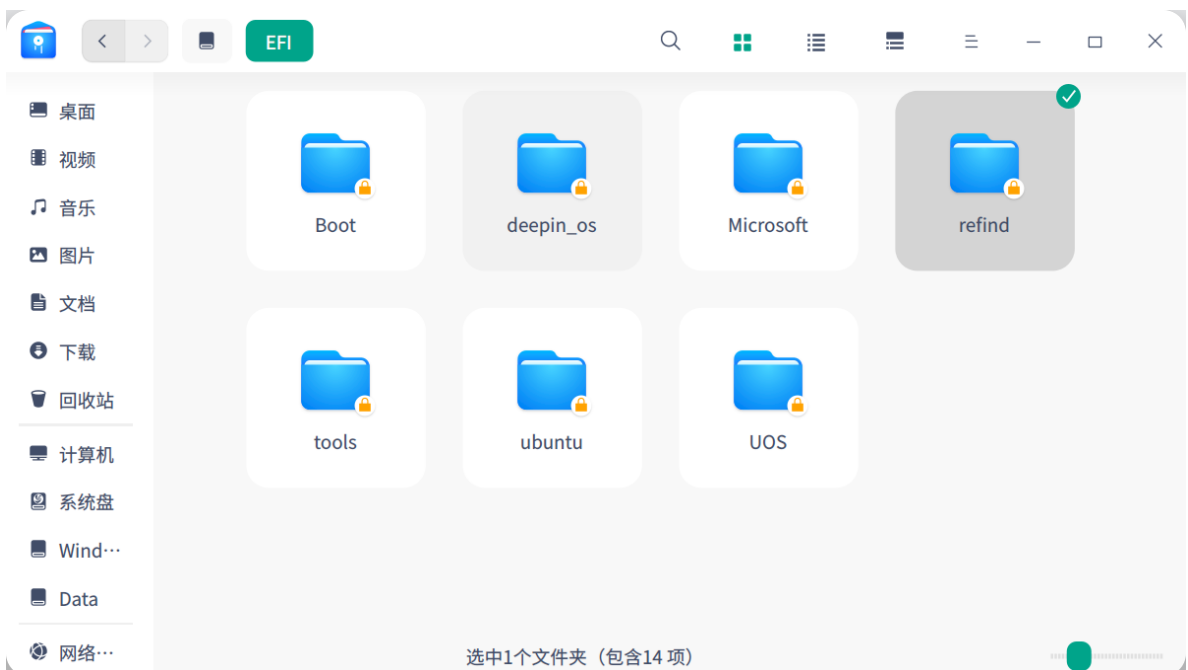 EFI
桌面
视频
音乐
图片
文档
下载
回收站
计算机
系统盘
Wind…
Data
网络…
Boot
deepin_os
Microsoft
refind
tools
ubuntu
UOS
选中1个文件夹（包含14 项）